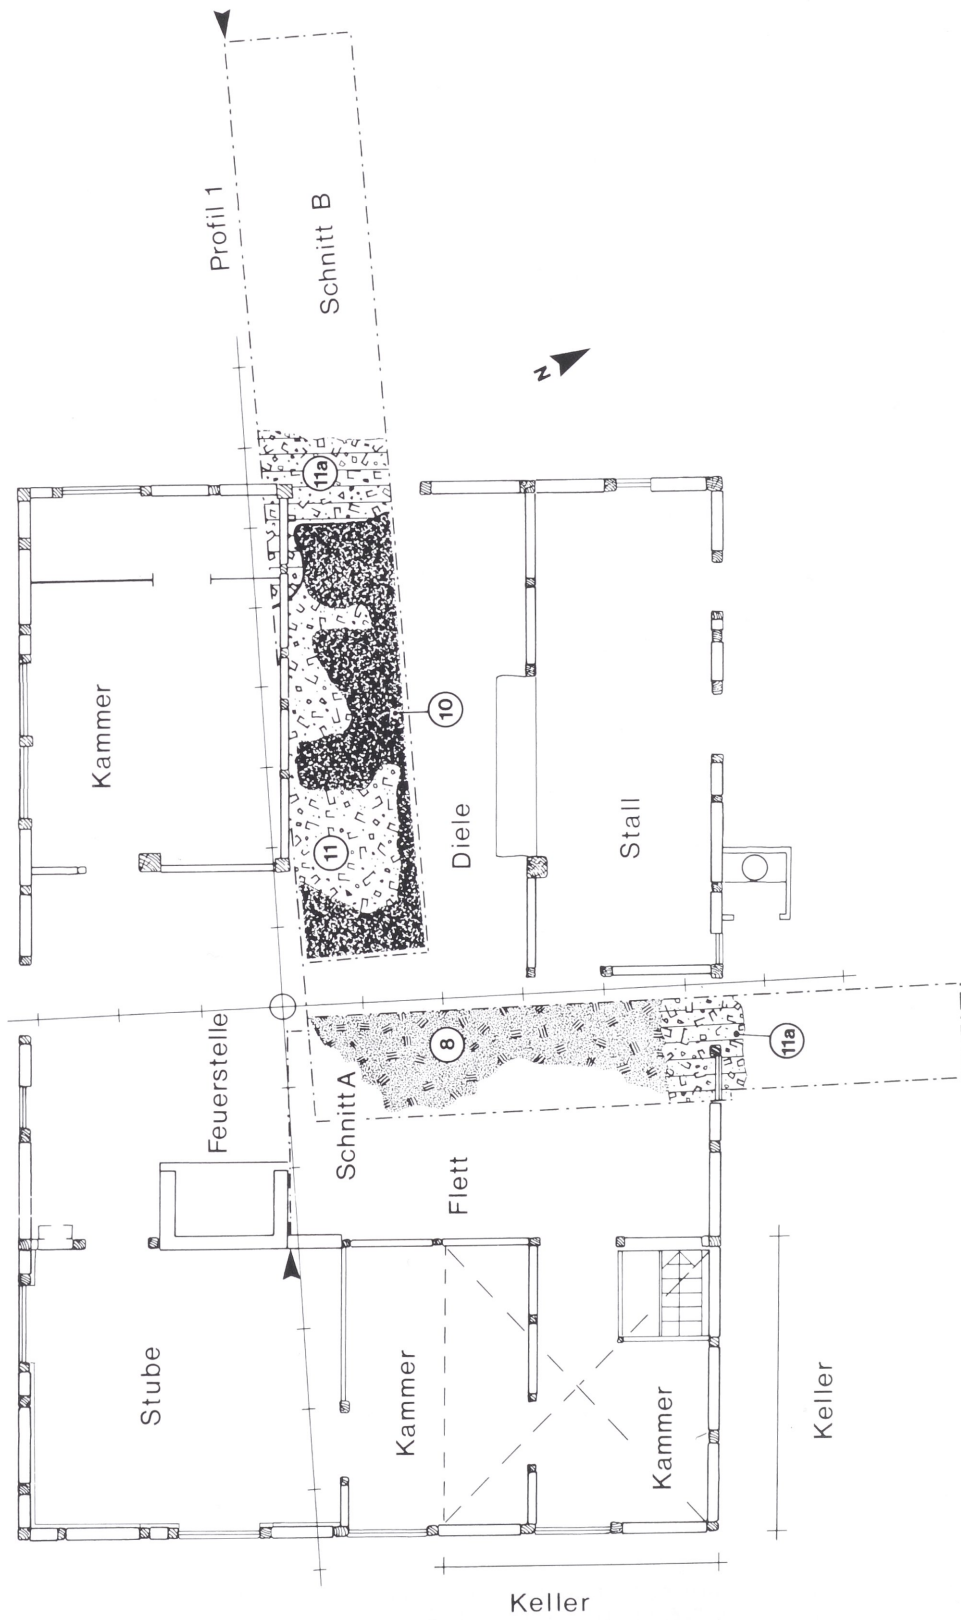 Profil 1
Schnitt B
N
11a
Kammer
10
11
Diele
Stall
Feuerstelle
8
11a
Schnitt A
Flett
Stube
Kammer
Kammer
Keller
Keller